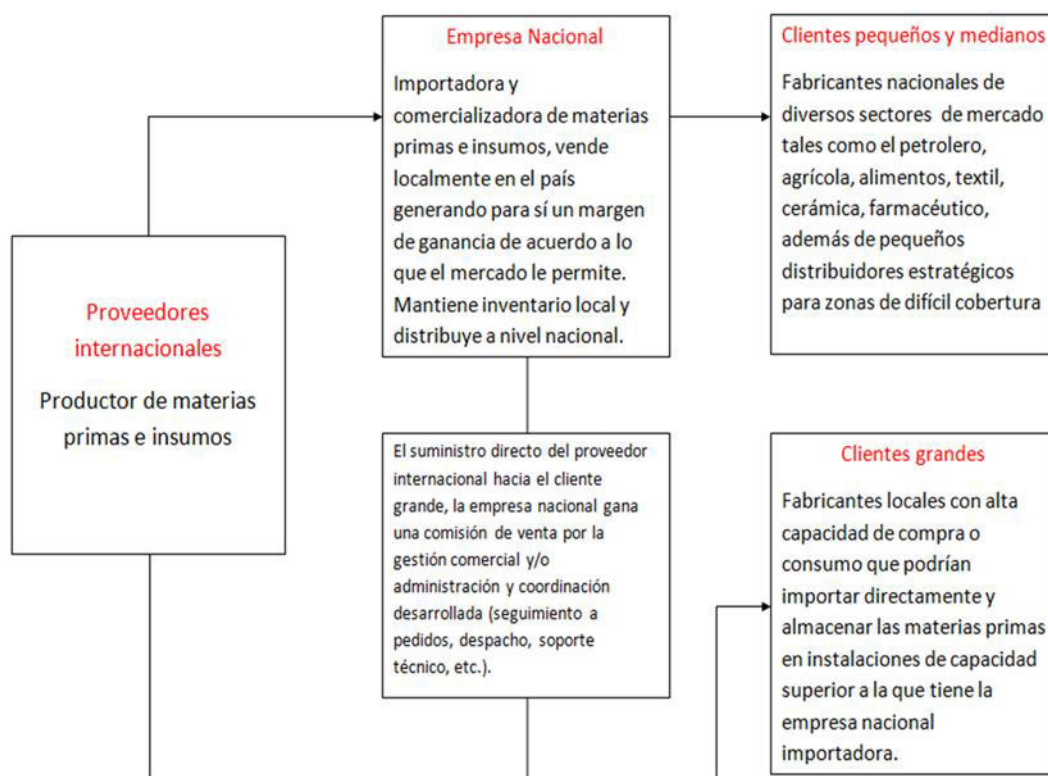 Proveedores
internacionales
Productor de materias
primas e insumos
Empresa Nacional
Importadora y
comercializadora de materias
primas e insumos, vende
localmente en el país
generando para sí un margen
de ganancia de acuerdo a lo
que el mercado le permite.
Mantiene inventario local y
distribuye a nivel nacional.
Clientes pequeños y medianos
Fabricantes nacionales de
diversos sectores de mercado
tales como el petrolero,
agrícola, alimentos, textil,
cerámica, farmacéutico,
además de pequeños
distribuidores estratégicos
para zonas de difícil cobertura
El suministro directo del proveedor
internacional hacia el cliente
grande, la empresa nacional gana
una comisión de venta por la
gestión comercial y/o
administración y coordinación
desarrollada (seguimiento a
pedidos, despacho, soporte
técnico, etc.).
Clientes grandes
Fabricantes locales con alta
capacidad de compra o
consumo que podrían
importar directamente y
almacenar las materias primas
en instalaciones de capacidad
superior a la que tiene la
empresa nacional
importadora.